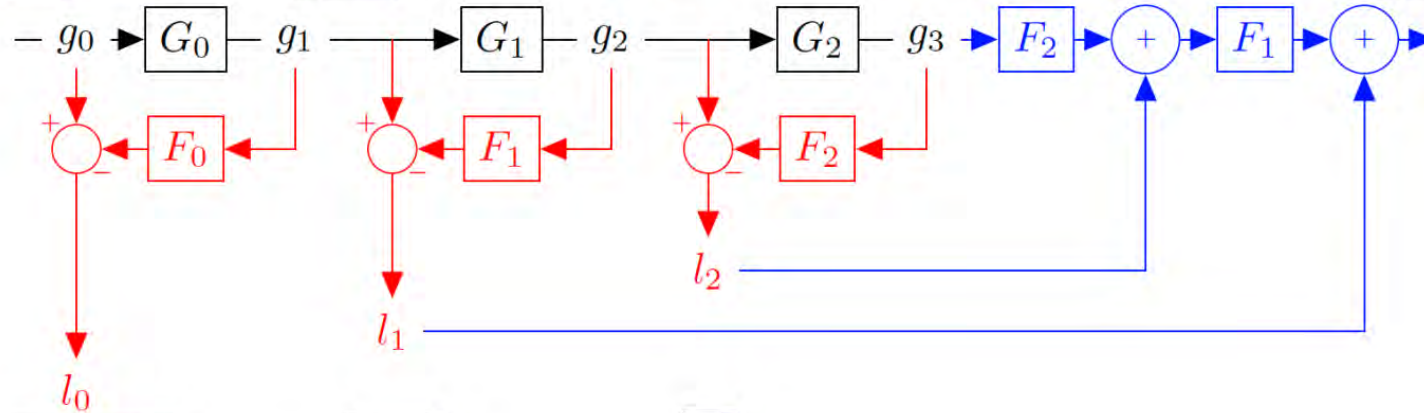 g₀ G₀ g₁ G₁ g₂ G₂ g₃ F₂ + F₁ +
+ F₀ − + F₁ − + F₂ −
l₂
l₁
l₀